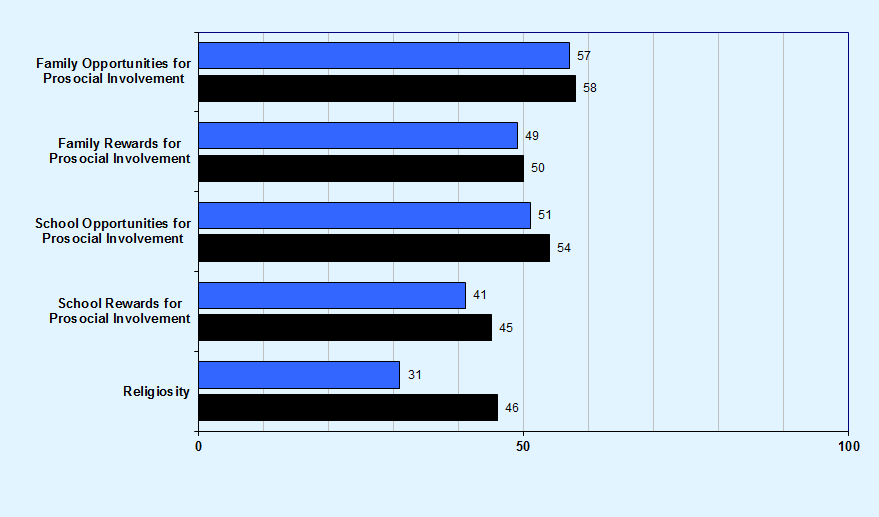 Family Opportunities for
Prosocial Involvement
57
58
Family Rewards for
Prosocial Involvement
49
50
School Opportunities for
Prosocial Involvement
51
54
School Rewards for
Prosocial Involvement
41
45
Religiosity
31
46
0 50 100